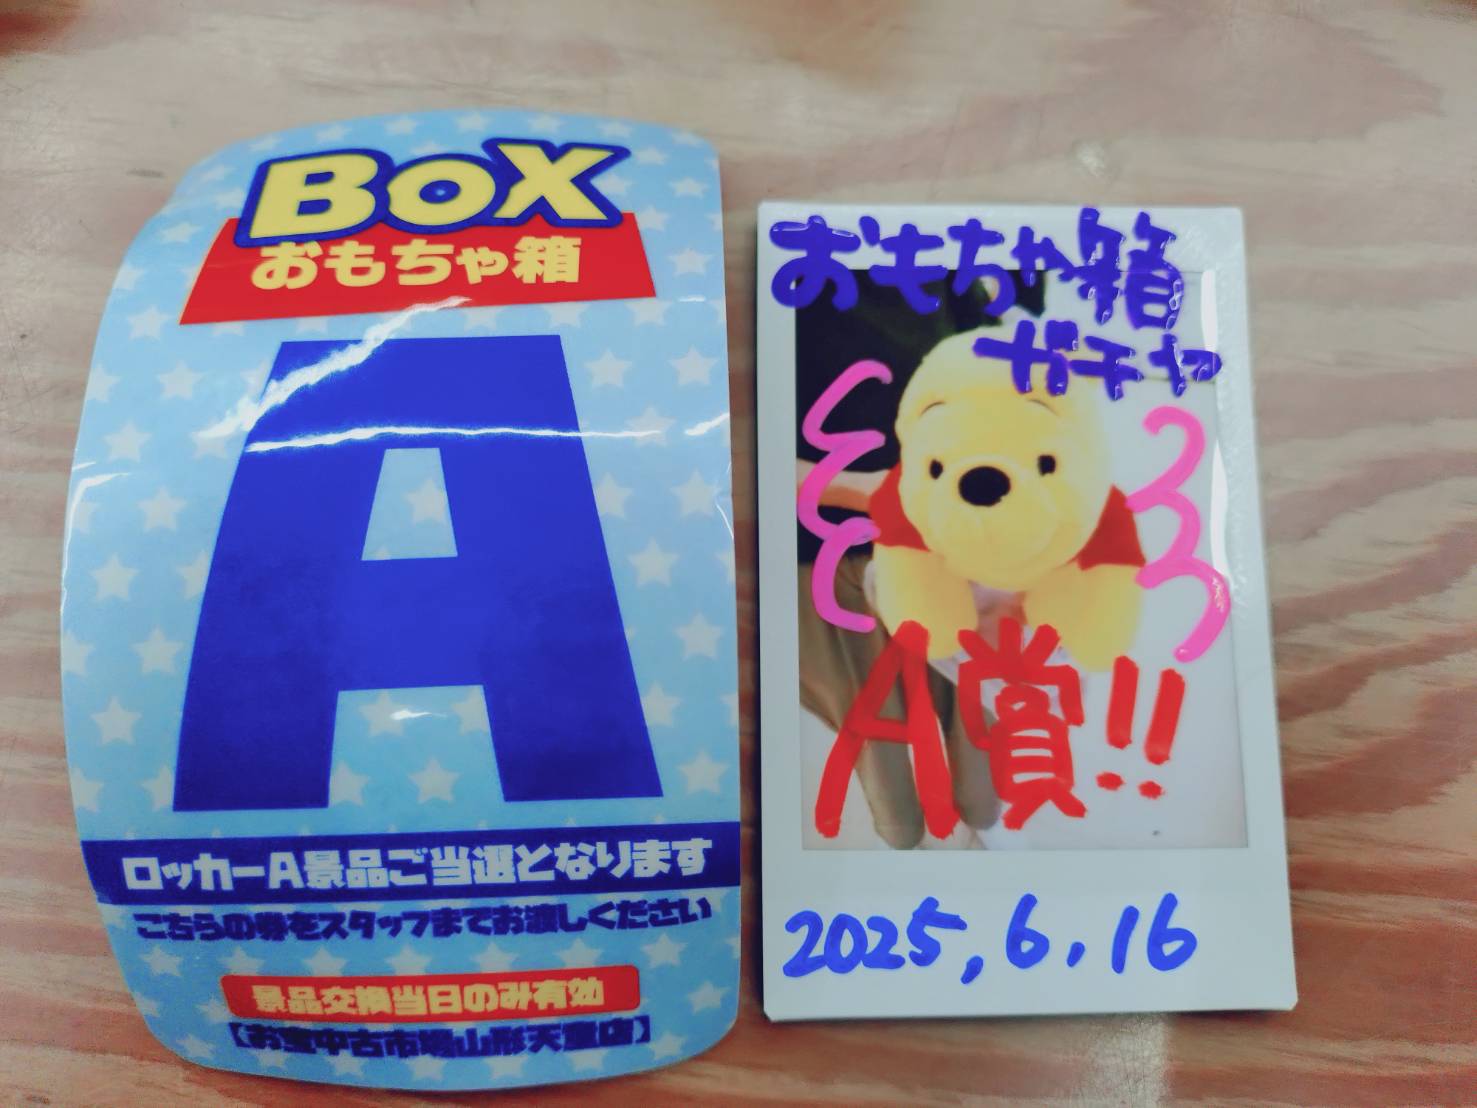 BOX
おもちゃ箱
A
ロッカーA景品ご当選となります
こちらの券をスタッフまでお渡しください
景品交換当日のみ有効
【お宝中古市場山形天童店】
おもちゃ箱
ガチャ
A賞!!
2025,6,16